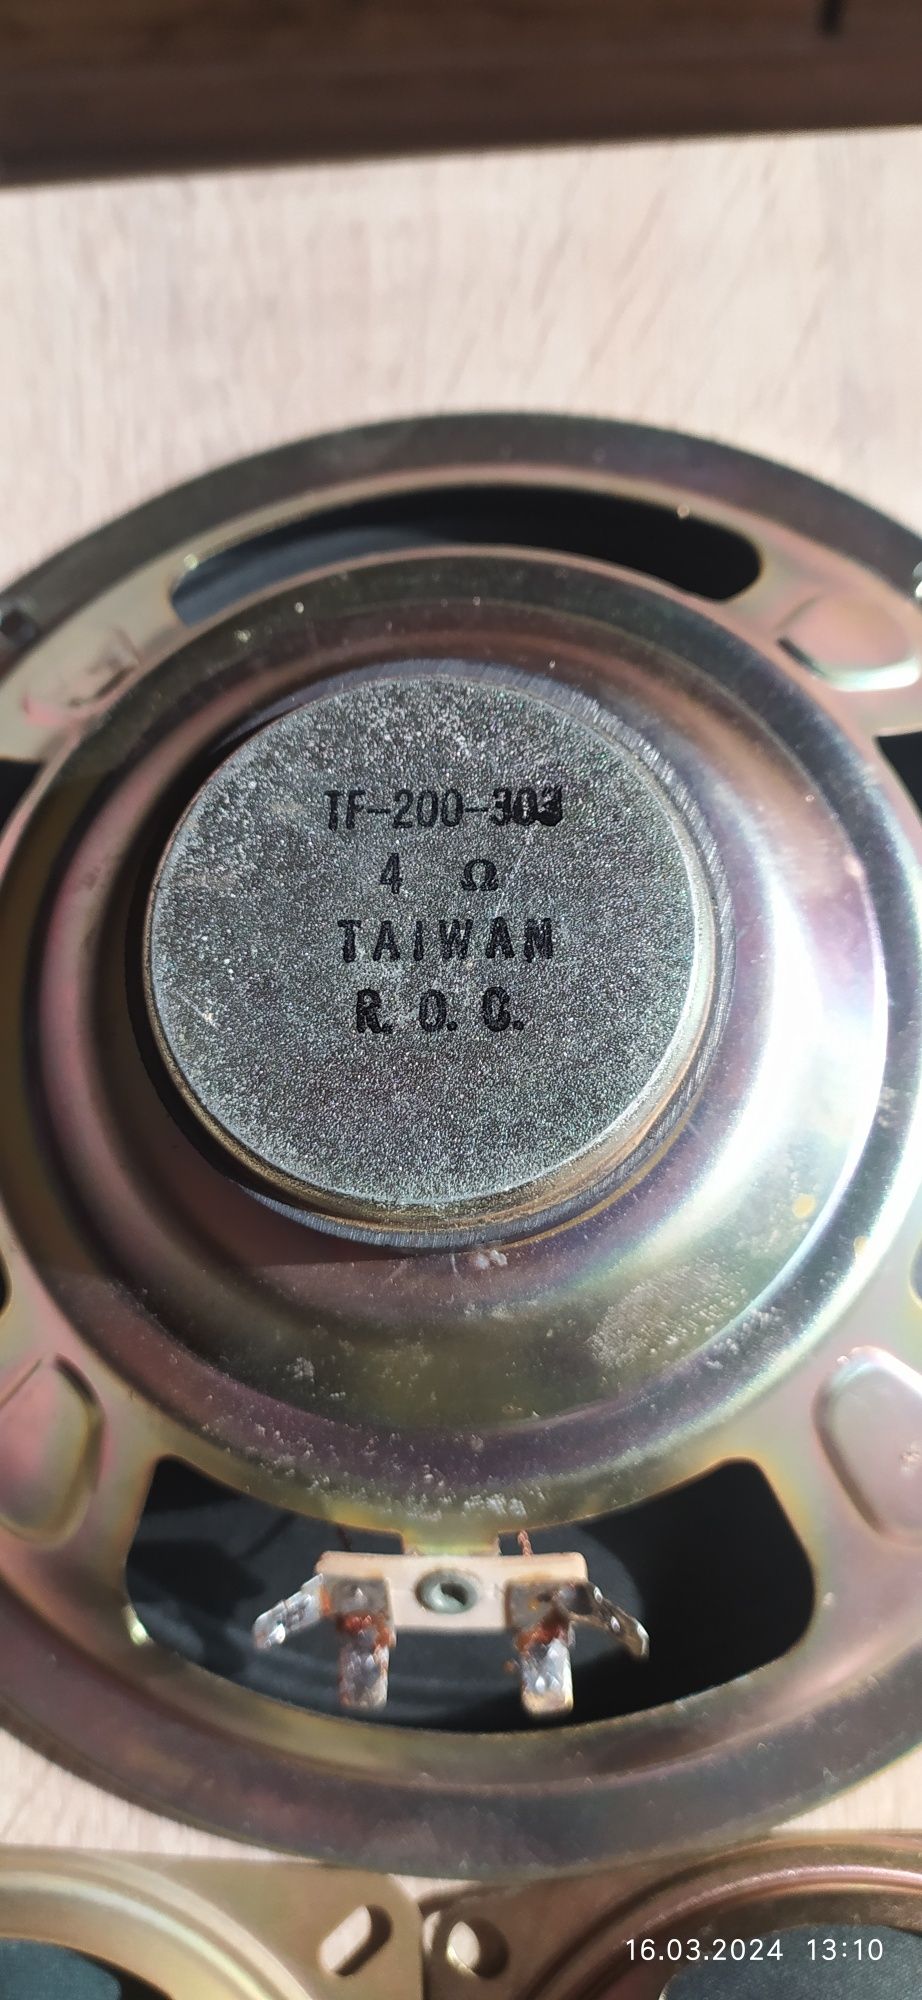 TF-200-303
4 Ω
TAIWAN
R. O. C.
16.03.2024 13:10